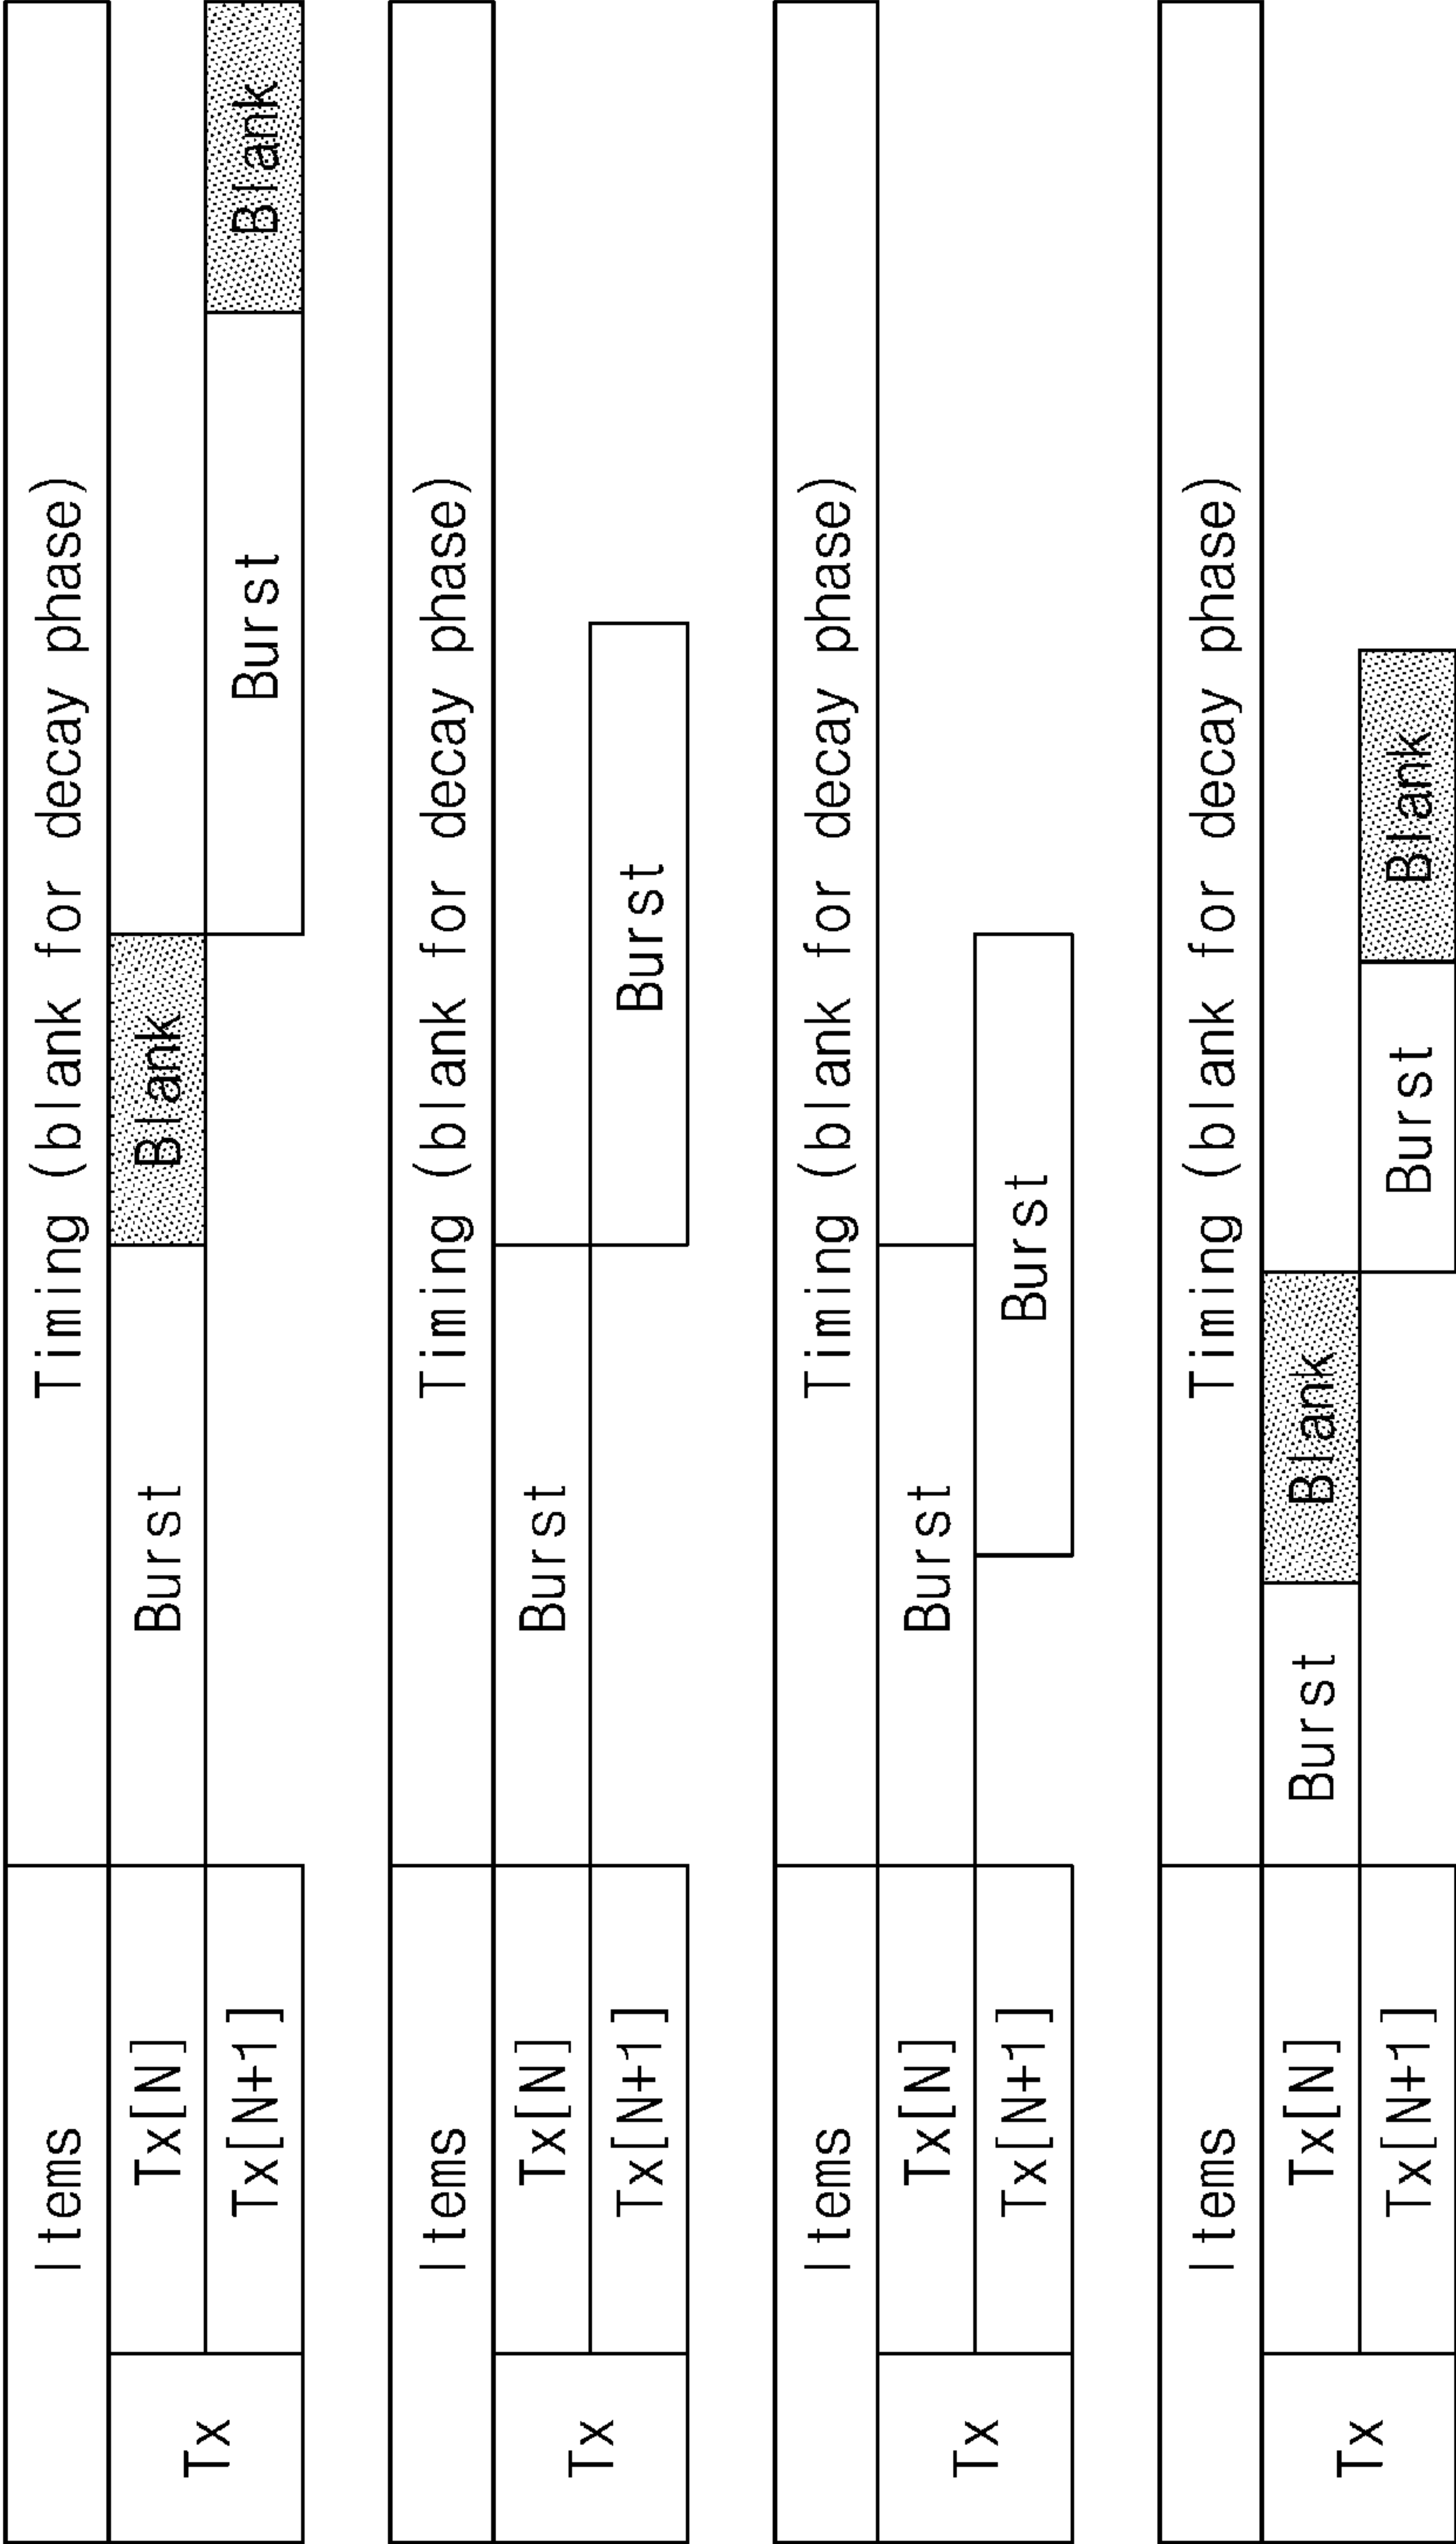 Items Timing (blank for decay phase)
Tx Tx[N] Burst Blank
Tx[N+1] Burst Blank
Items Timing (blank for decay phase)
Tx Tx[N] Burst
Tx[N+1] Burst
Items Timing (blank for decay phase)
Tx Tx[N] Burst
Tx[N+1] Burst
Items Timing (blank for decay phase)
Tx Tx[N] Burst Blank
Tx[N+1] Burst Blank